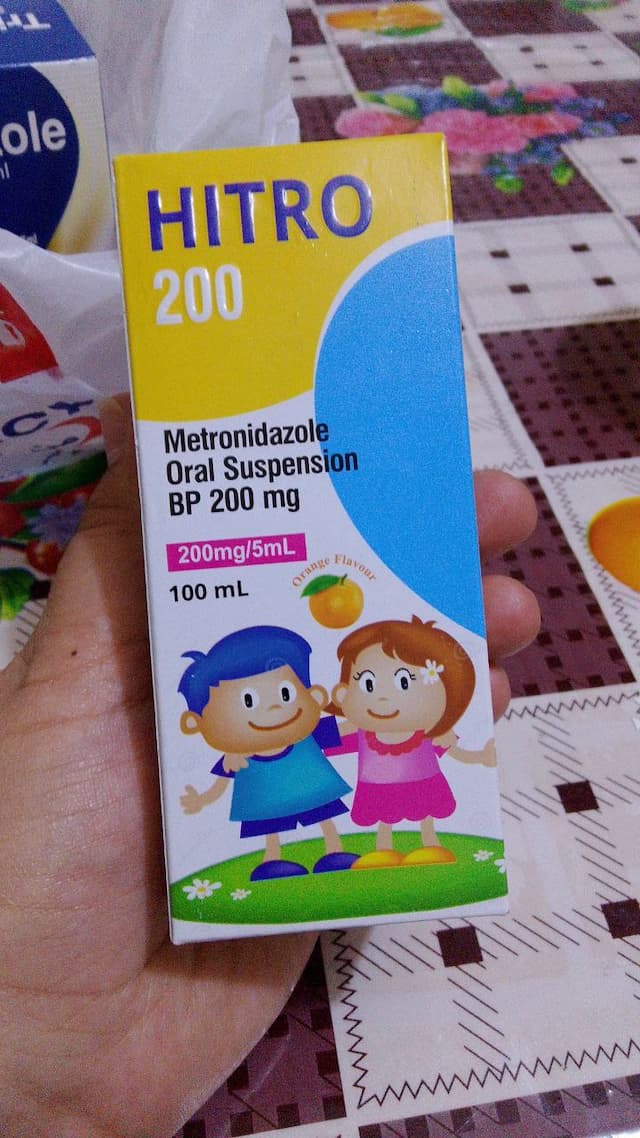 HITRO
200
Metronidazole
Oral Suspension
BP 200 mg
200mg/5mL
Orange Flavour
100 mL